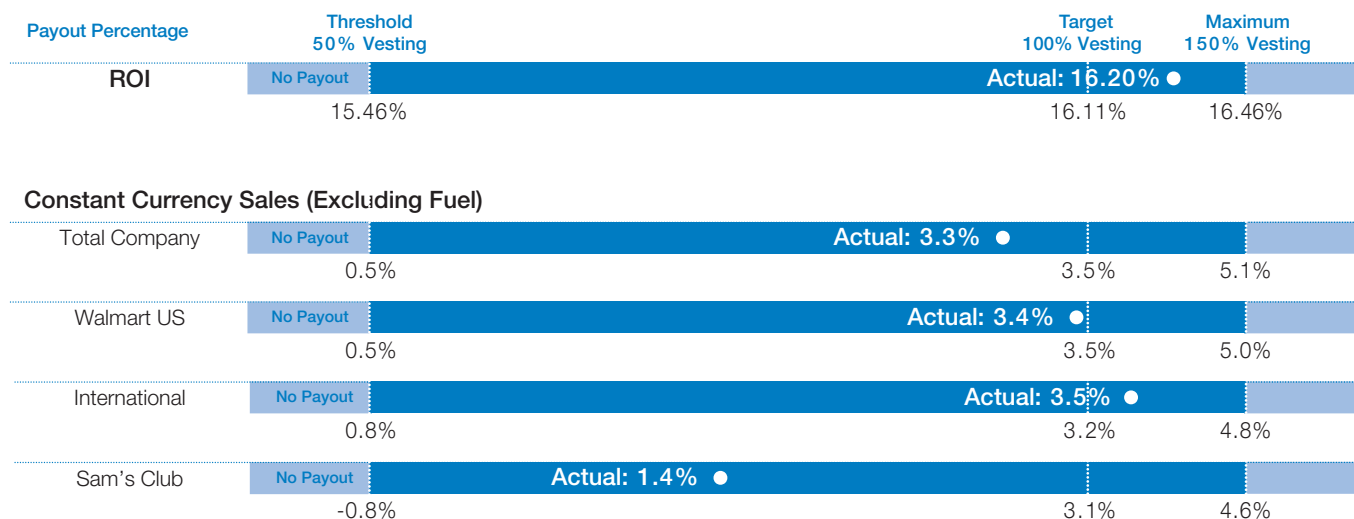 Payout Percentage
Threshold
50% Vesting
Target
100% Vesting
Maximum
150% Vesting
ROI
No Payout
Actual: 16.20%
15.46%
16.11%
16.46%
Constant Currency Sales (Excluding Fuel)
Total Company
No Payout
Actual: 3.3%
0.5%
3.5%
5.1%
Walmart US
No Payout
Actual: 3.4%
0.5%
3.5%
5.0%
International
No Payout
Actual: 3.5%
0.8%
3.2%
4.8%
Sam's Club
No Payout
Actual: 1.4%
-0.8%
3.1%
4.6%